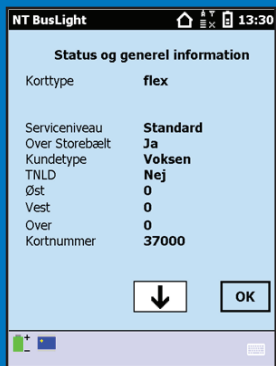 NT BusLight 13:30
Status og generel information
Korttype flex
Serviceniveau Standard
Over Storebælt Ja
Kundetype Voksen
TNLD Nej
Øst 0
Vest 0
Over 0
Kortnummer 37000
OK